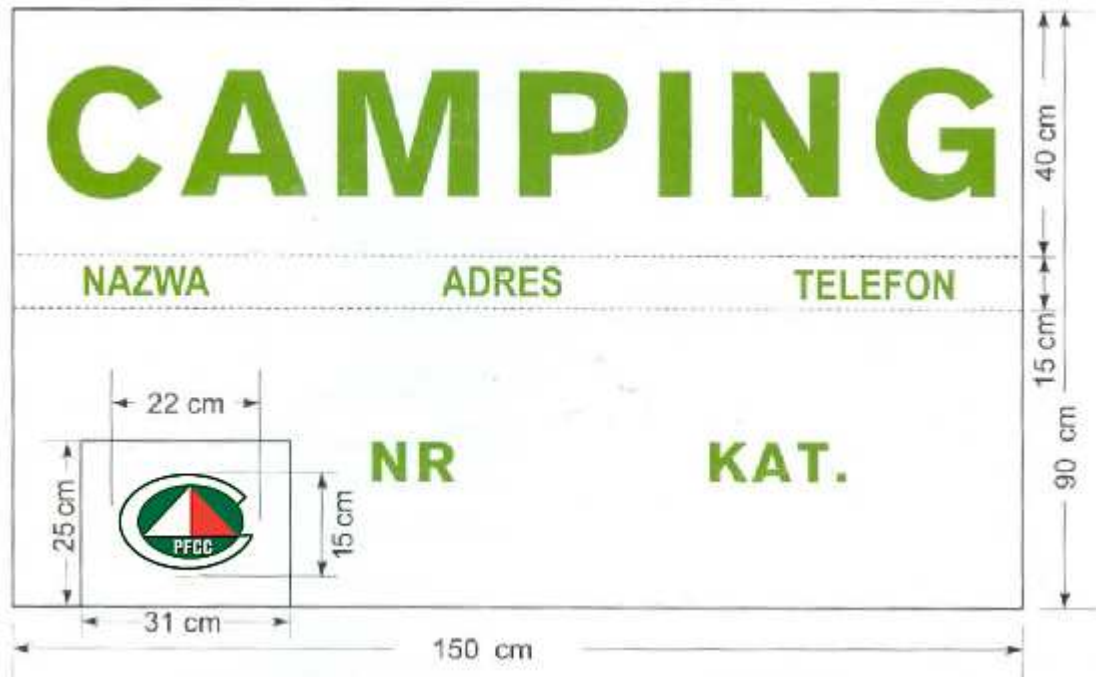 CAMPING
40 cm
NAZWA ADRES TELEFON
15 cm
90 cm
22 cm
NR KAT.
25 cm
PFCC
15 cm
31 cm
150 cm